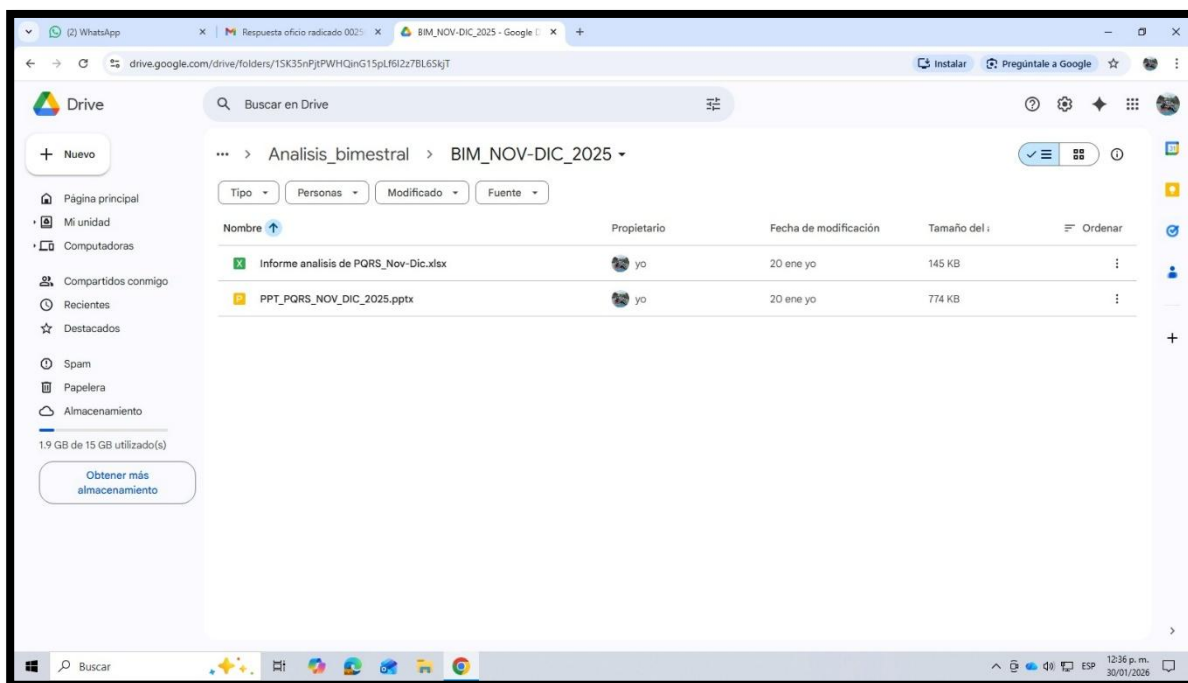 (2) WhatsApp
Respuesta oficio radicado 0025
BIM_NOV-DIC_2025 - Google D
drive.google.com/drive/folders/1SK35nPjtPWHQinG15pLf6I2z7BL6SkjT
Instalar
Pregúntale a Google
Drive
Buscar en Drive
Nuevo
Analisis_bimestral > BIM_NOV-DIC_2025
Tipo
Personas
Modificado
Fuente
Página principal
Mi unidad
Computadoras
Compartidos conmigo
Recientes
Destacados
Spam
Papelera
Almacenamiento
1.9 GB de 15 GB utilizado(s)
Obtener más
almacenamiento
Nombre Propietario Fecha de modificación Tamaño del Ordenar
Informe analisis de PQRS_Nov-Dic.xlsx yo 20 ene yo 145 KB
PPT_PQRS_NOV_DIC_2025.pptx yo 20 ene yo 774 KB
Buscar
ESP
12:36 p. m.
30/01/2026